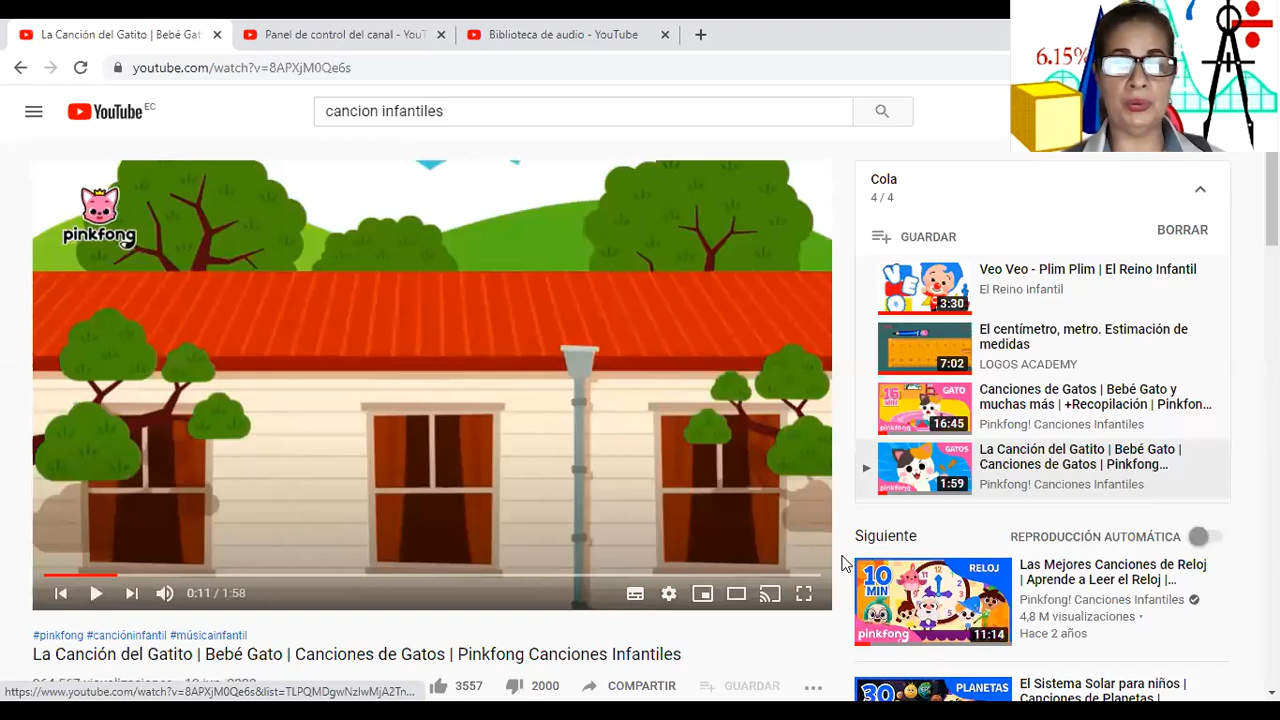 La Canción del Gatito | Bebé Gat
Panel de control del canal - YouT
Biblioteca de audio - YouTube
youtube.com/watch?v=8APXjM0Qe6s
6.15%
YouTube EC
cancion infantiles
pinkfong
Cola
4 / 4
GUARDAR
BORRAR
Veo Veo - Plim Plim | El Reino Infantil
El Reino Infantil
3:30
El centímetro, metro. Estimación de
medidas
LOGOS ACADEMY
7:02
Canciones de Gatos | Bebé Gato y
muchas más | +Recopilación | Pinkfon...
Pinkfong! Canciones Infantiles
GATO
16:45
La Canción del Gatito | Bebé Gato |
Canciones de Gatos | Pinkfong...
Pinkfong! Canciones Infantiles
GATOS
pinkfong
1:59
Siguiente
REPRODUCCIÓN AUTOMÁTICA
10
MIN
RELOJ
pinkfong
11:14
Las Mejores Canciones de Reloj
| Aprende a Leer el Reloj |...
Pinkfong! Canciones Infantiles
4,8 M visualizaciones •
Hace 2 años
0:11 / 1:58
#pinkfong #cancióninfantil #músicainfantil
La Canción del Gatito | Bebé Gato | Canciones de Gatos | Pinkfong Canciones Infantiles
https://www.youtube.com/watch?v=8APXjM0Qe6s&list=TLPQMDgwNzIwMjA2Tn...
3557
2000
COMPARTIR
GUARDAR
30
PLANETAS
El Sistema Solar para niños |
Canciones de Planetas |